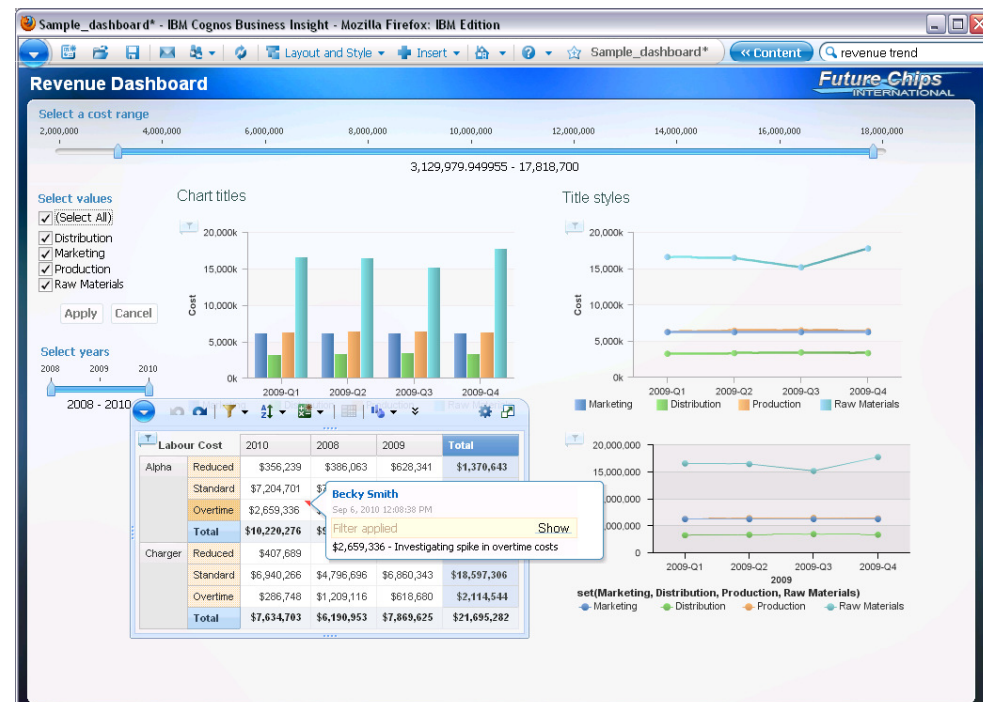 Sample_dashboard* - IBM Cognos Business Insight - Mozilla Firefox: IBM Edition
Layout and Style Insert Sample_dashboard* << Content revenue trend
Revenue Dashboard
Future Chips
INTERNATIONAL
Select a cost range
2,000,000 4,000,000 6,000,000 8,000,000 10,000,000 12,000,000 14,000,000 16,000,000 18,000,000
3,129,979.949955 - 17,818,700
Select values
(Select All)
Distribution
Marketing
Production
Raw Materials
Apply Cancel
Select years
2008 2009 2010
2008 - 2010
Chart titles
20,000k
15,000k
10,000k
5,000k
0k
Cost
2009-Q1 2009-Q2 2009-Q3 2009-Q4
Title styles
20,000k
15,000k
10,000k
5,000k
0k
Cost
2009-Q1 2009-Q2 2009-Q3 2009-Q4
Marketing Distribution Production Raw Materials
Labour Cost 2010 2008 2009 Total
Alpha Reduced $356,239 $386,063 $628,341 $1,370,643
Standard $7,204,701
Overtime $2,659,336
Total $10,220,276
Charger Reduced $407,689
Standard $6,940,266 $4,796,696 $6,860,343 $18,597,306
Overtime $286,748 $1,209,116 $618,680 $2,114,544
Total $7,634,703 $6,190,953 $7,869,625 $21,695,282
Becky Smith
Sep 6, 2010 12:08:38 PM
Filter applied Show
$2,659,336 - Investigating spike in overtime costs
20,000,000
15,000,000
0
2009-Q1 2009-Q2 2009-Q3 2009-Q4
2009
set(Marketing, Distribution, Production, Raw Materials)
Marketing Distribution Production Raw Materials